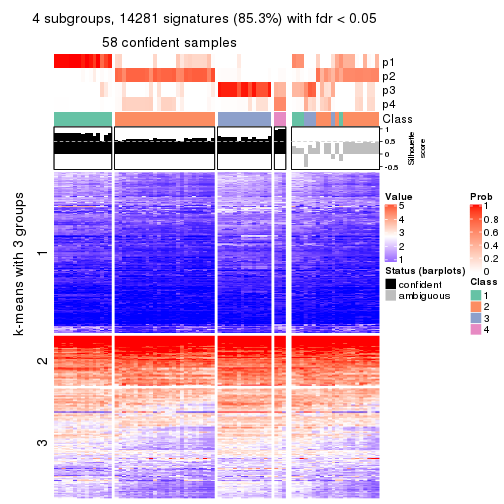 4 subgroups, 14281 signatures (85.3%) with fdr < 0.05
58 confident samples
p1
p2
p3
p4
Class
1
0.5
0
-0.5
Silhouette
score
k-means with 3 groups
1
2
3
Value
5
4
3
2
1
Status (barplots)
confident
ambiguous
Prob
1
0.8
0.6
0.4
0.2
0
Class
1
2
3
4